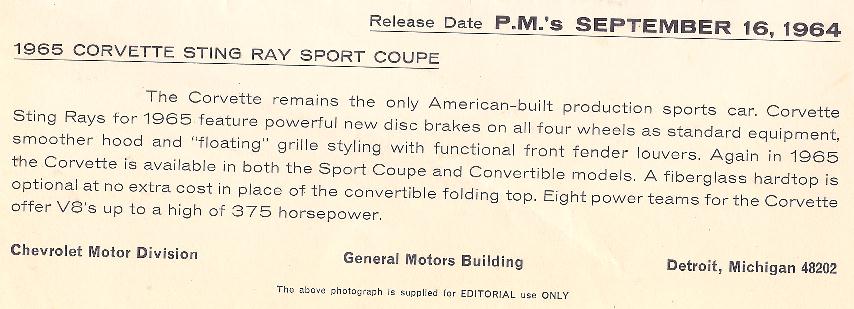 Release Date P.M.'s SEPTEMBER 16, 1964
1965 CORVETTE STING RAY SPORT COUPE
The Corvette remains the only American-built production sports car. Corvette
Sting Rays for 1965 feature powerful new disc brakes on all four wheels as standard equipment,
smoother hood and "floating" grille styling with functional front fender louvers. Again in 1965
the Corvette is available in both the Sport Coupe and Convertible models. A fiberglass hardtop is
optional at no extra cost in place of the convertible folding top. Eight power teams for the Corvette
offer V8's up to a high of 375 horsepower.
Chevrolet Motor Division General Motors Building Detroit, Michigan 48202
The above photograph is supplied for EDITORIAL use ONLY